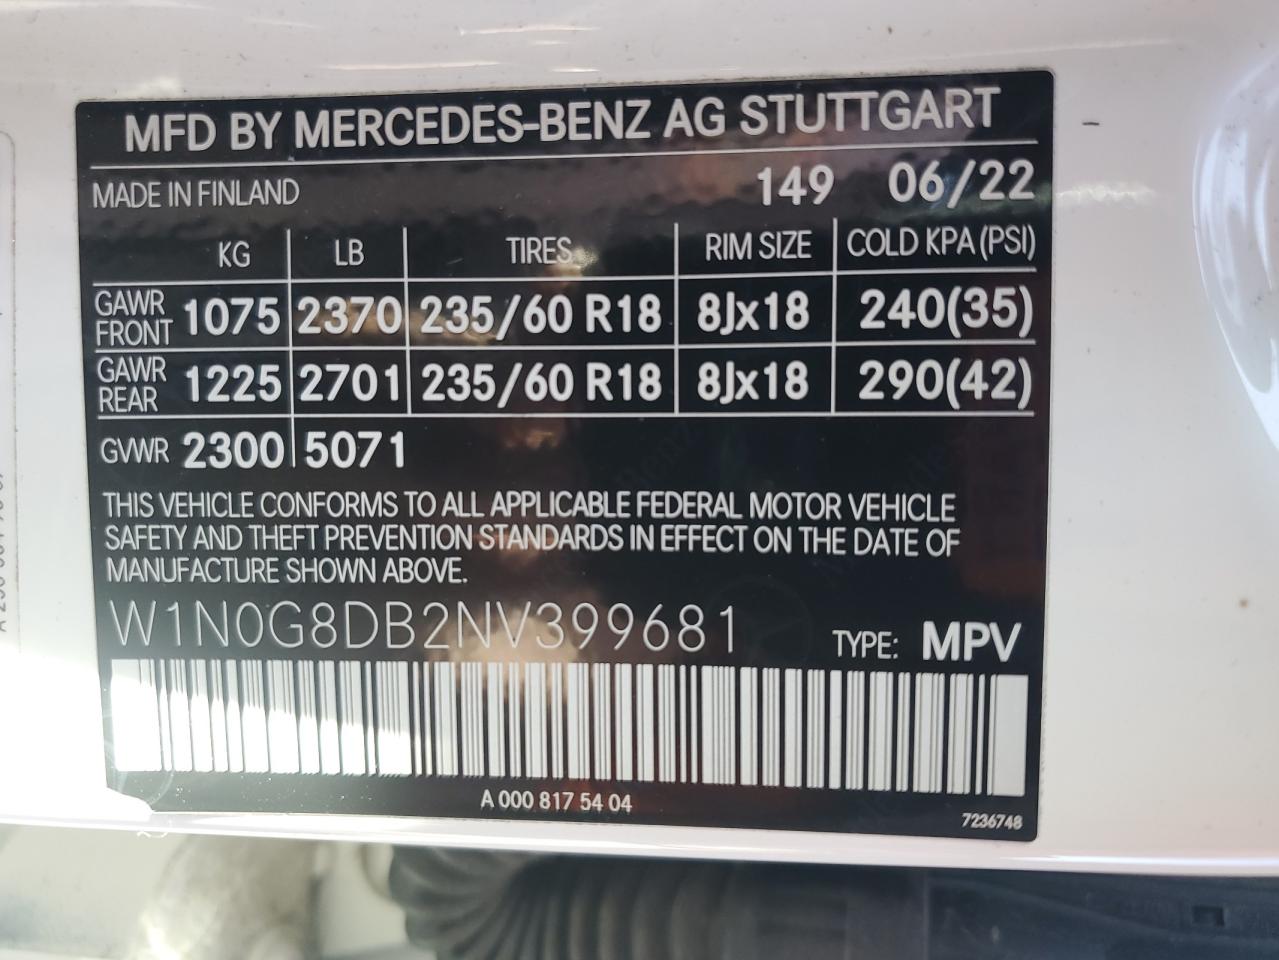 MFD BY MERCEDES-BENZ AG STUTTGART
MADE IN FINLAND 149 06/22
KG LB TIRES RIM SIZE COLD KPA (PSI)
GAWR FRONT 1075 2370 235/60 R18 8Jx18 240(35)
GAWR REAR 1225 2701 235/60 R18 8Jx18 290(42)
GVWR 2300 5071
THIS VEHICLE CONFORMS TO ALL APPLICABLE FEDERAL MOTOR VEHICLE
SAFETY AND THEFT PREVENTION STANDARDS IN EFFECT ON THE DATE OF
MANUFACTURE SHOWN ABOVE.
W1N0G8DB2NV399681 TYPE: MPV
A 000 817 54 04
7236748